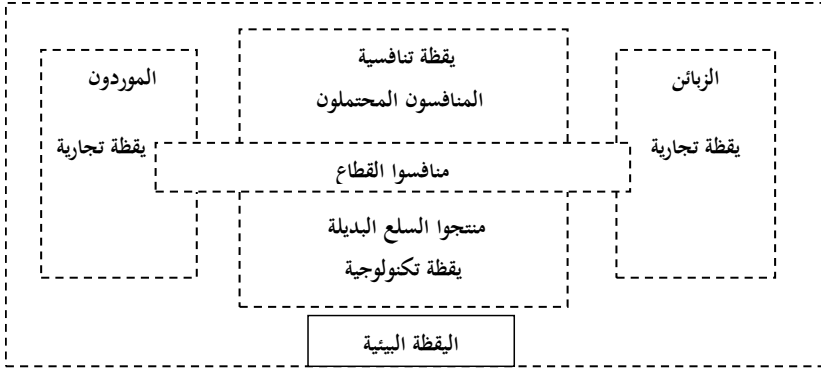 يقظة تنافسية
المنافسون المحتملون
الزبائن
يقظة تجارية
الموردون
يقظة تجارية
منافسوا القطاع
منتجوا السلع البديلة
يقظة تكنولوجية
اليقظة البيئية